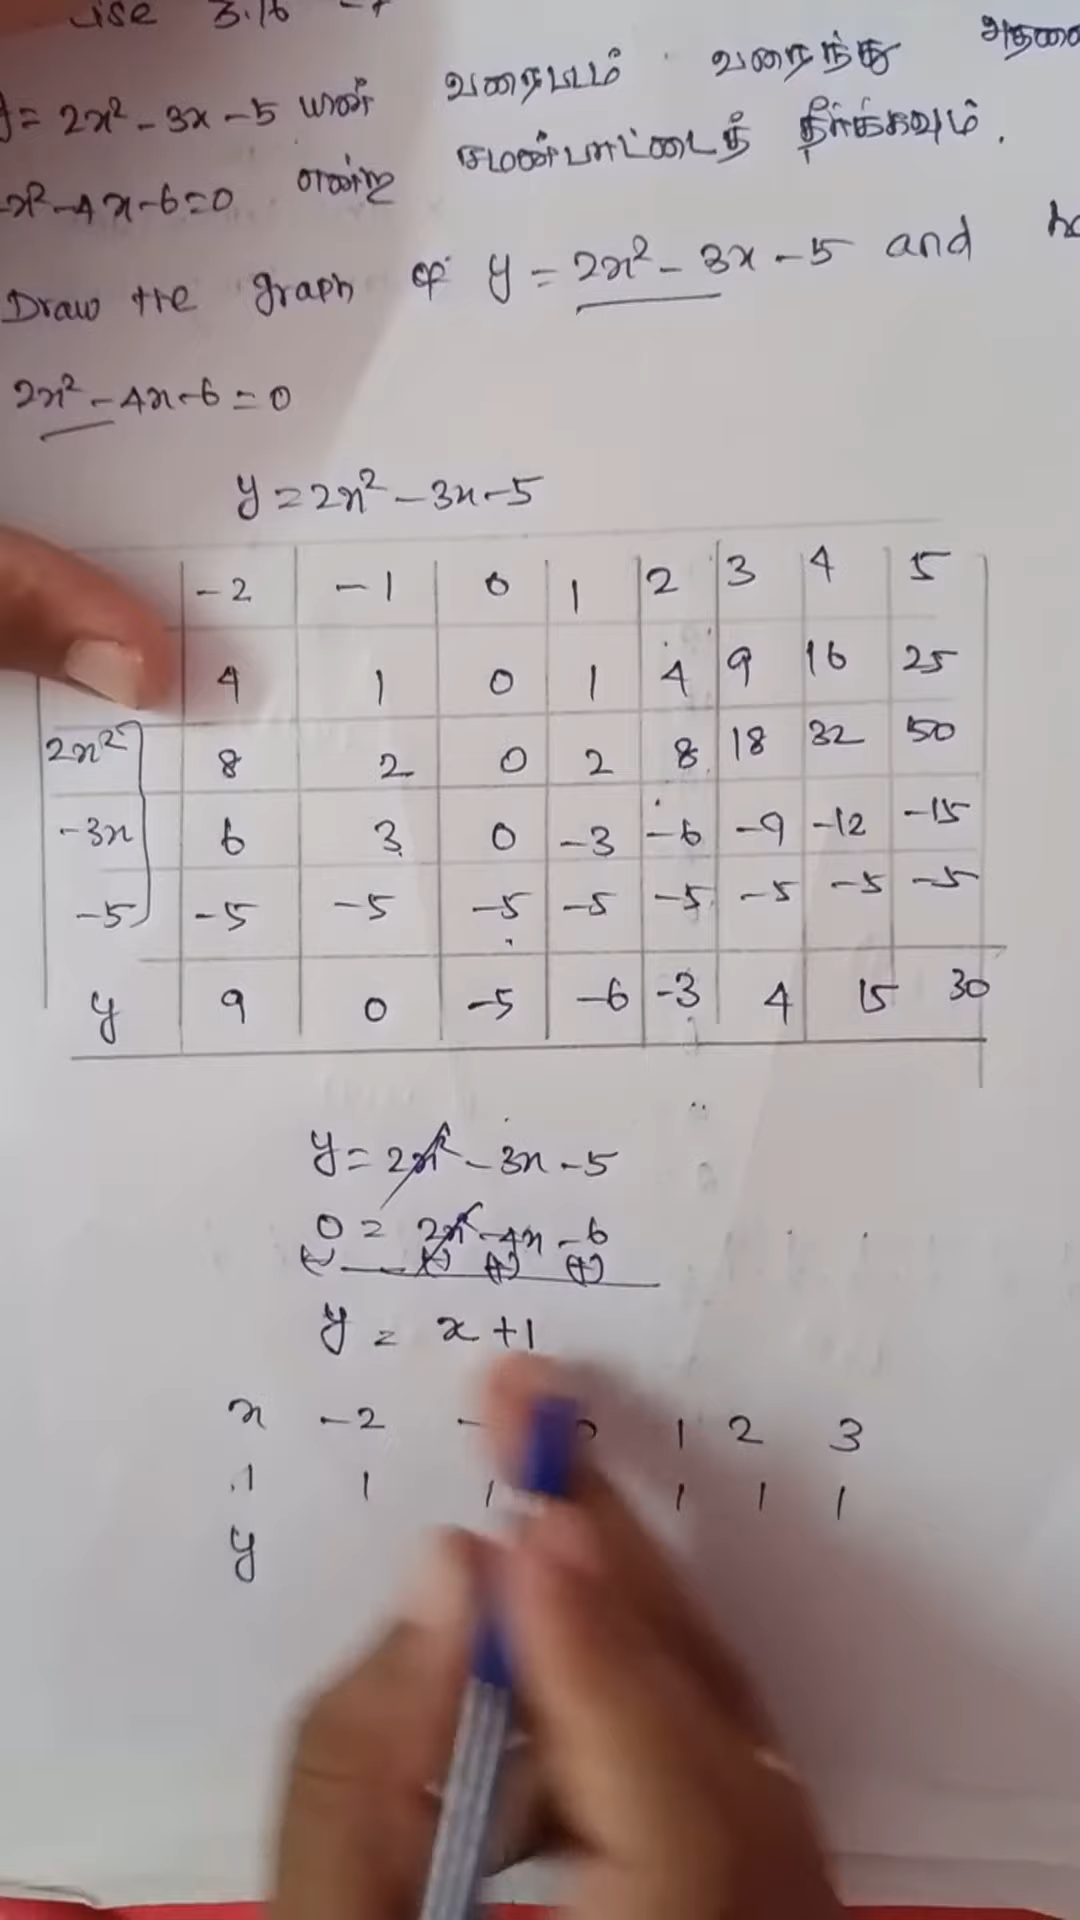 ise 3.16 -7
y = 2x² - 3x - 5 யின் வரைபடம் வரைந்து அதனை
x² - 4x - 6 = 0 என்ற சமன்பாட்டைத் தீர்க்கவும்.
Draw the graph of y = 2x² - 3x - 5 and
2x² - 4x - 6 = 0
y = 2x² - 3x - 5
-2 -1 0 1 2 3 4 5
4 1 0 1 4 9 16 25
2x² 8 2 0 2 8 18 32 50
-3x 6 3 0 -3 -6 -9 -12 -15
-5 -5 -5 -5 -5 -5 -5 -5 -5
y 9 0 -5 -6 -3 4 15 30
y = 2x² - 3x - 5
0 = 2x² - 4x - 6
(-) (-) (+) (+)
y = x + 1
x -2 - 1 2 3
1 1 1 1 1 1
y